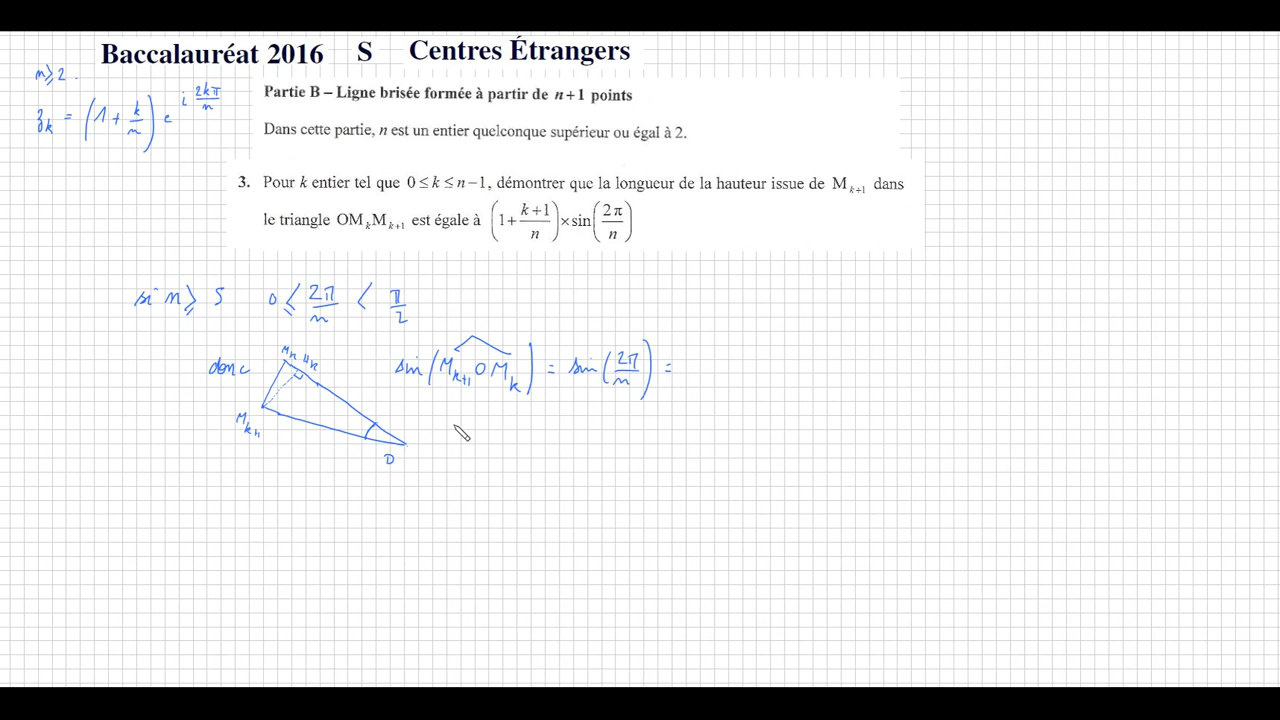 Baccalauréat 2016 S Centres Étrangers
n ≥ 2.
z_k = (1 + k/n) e^{i 2kπ/n}
Partie B – Ligne brisée formée à partir de n+1 points
Dans cette partie, n est un entier quelconque supérieur ou égal à 2.
3. Pour k entier tel que 0 ≤ k ≤ n−1, démontrer que la longueur de la hauteur issue de M_{k+1} dans
le triangle OM_kM_{k+1} est égale à (1+ (k+1)/n) × sin(2π/n)
si n ≥ 5 0 ≤ 2π/n < π/2
donc sin(M_{k+1}OM_k) = sin(2π/n) =
M_k H_k
M_{k+1}
O